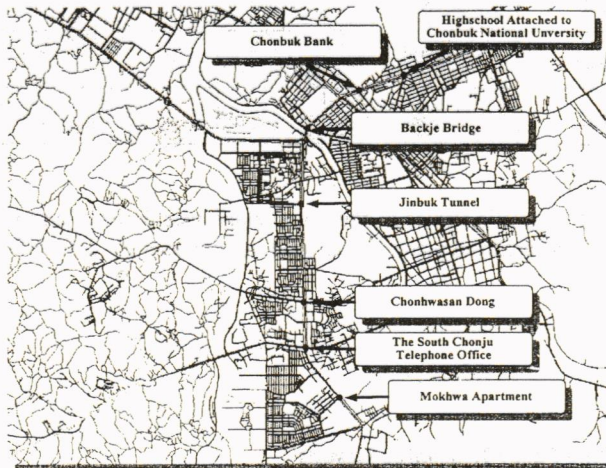 Highschool Attached to
Chonbuk National Unversity
Chonbuk Bank
Backje Bridge
Jinbuk Tunnel
Chonhwasan Dong
The South Chonju
Telephone Office
Mokhwa Apartment